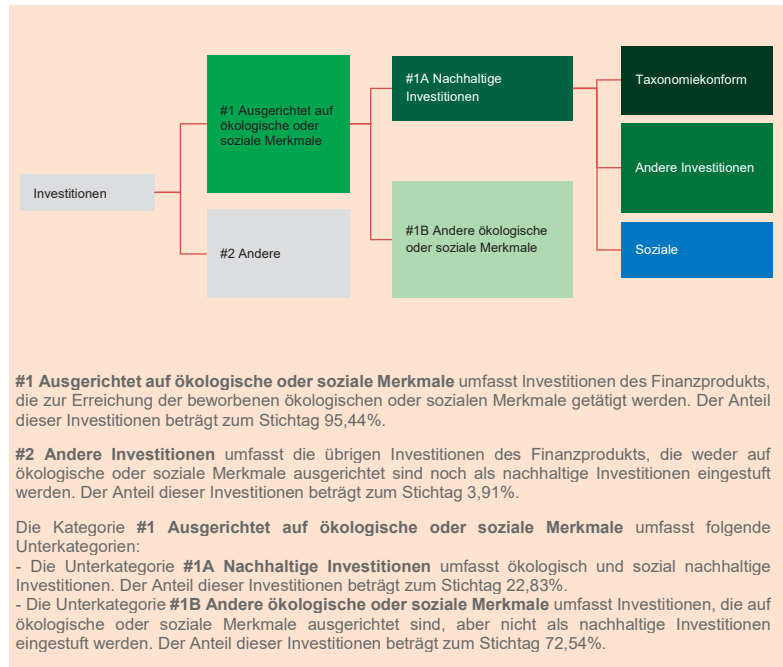 Investitionen
#1 Ausgerichtet auf
ökologische oder
soziale Merkmale
#2 Andere
#1A Nachhaltige
Investitionen
#1B Andere ökologische
oder soziale Merkmale
Taxonomiekonform
Andere Investitionen
Soziale
#1 Ausgerichtet auf ökologische oder soziale Merkmale umfasst Investitionen des Finanzprodukts,
die zur Erreichung der beworbenen ökologischen oder sozialen Merkmale getätigt werden. Der Anteil
dieser Investitionen beträgt zum Stichtag 95,44%.
#2 Andere Investitionen umfasst die übrigen Investitionen des Finanzprodukts, die weder auf
ökologische oder soziale Merkmale ausgerichtet sind noch als nachhaltige Investitionen eingestuft
werden. Der Anteil dieser Investitionen beträgt zum Stichtag 3,91%.
Die Kategorie #1 Ausgerichtet auf ökologische oder soziale Merkmale umfasst folgende
Unterkategorien:
- Die Unterkategorie #1A Nachhaltige Investitionen umfasst ökologisch und sozial nachhaltige
Investitionen. Der Anteil dieser Investitionen beträgt zum Stichtag 22,83%.
- Die Unterkategorie #1B Andere ökologische oder soziale Merkmale umfasst Investitionen, die auf
ökologische oder soziale Merkmale ausgerichtet sind, aber nicht als nachhaltige Investitionen
eingestuft werden. Der Anteil dieser Investitionen beträgt zum Stichtag 72,54%.